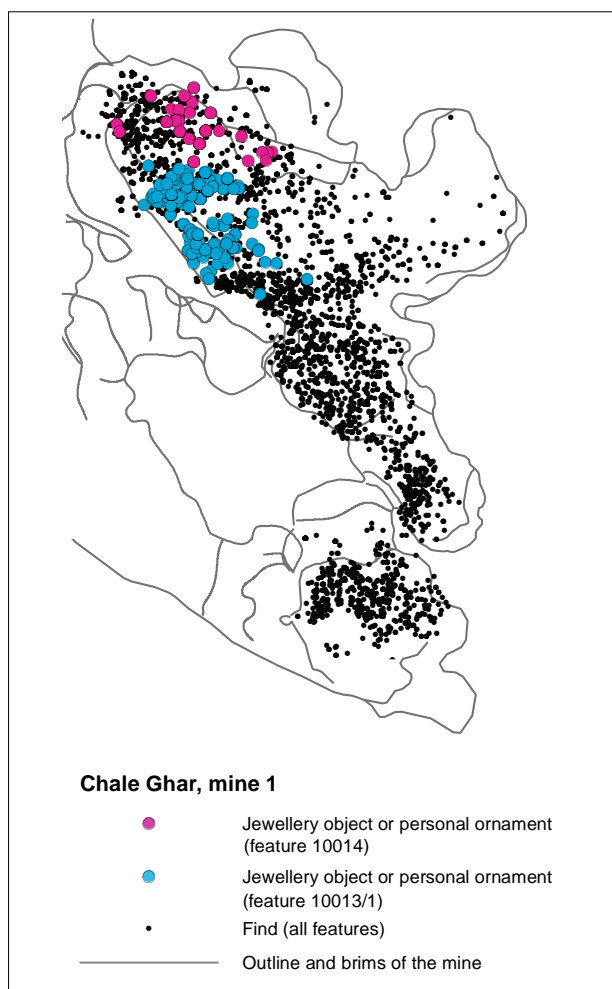 Chale Ghar, mine 1
Jewellery object or personal ornament
(feature 10014)
Jewellery object or personal ornament
(feature 10013/1)
Find (all features)
Outline and brims of the mine